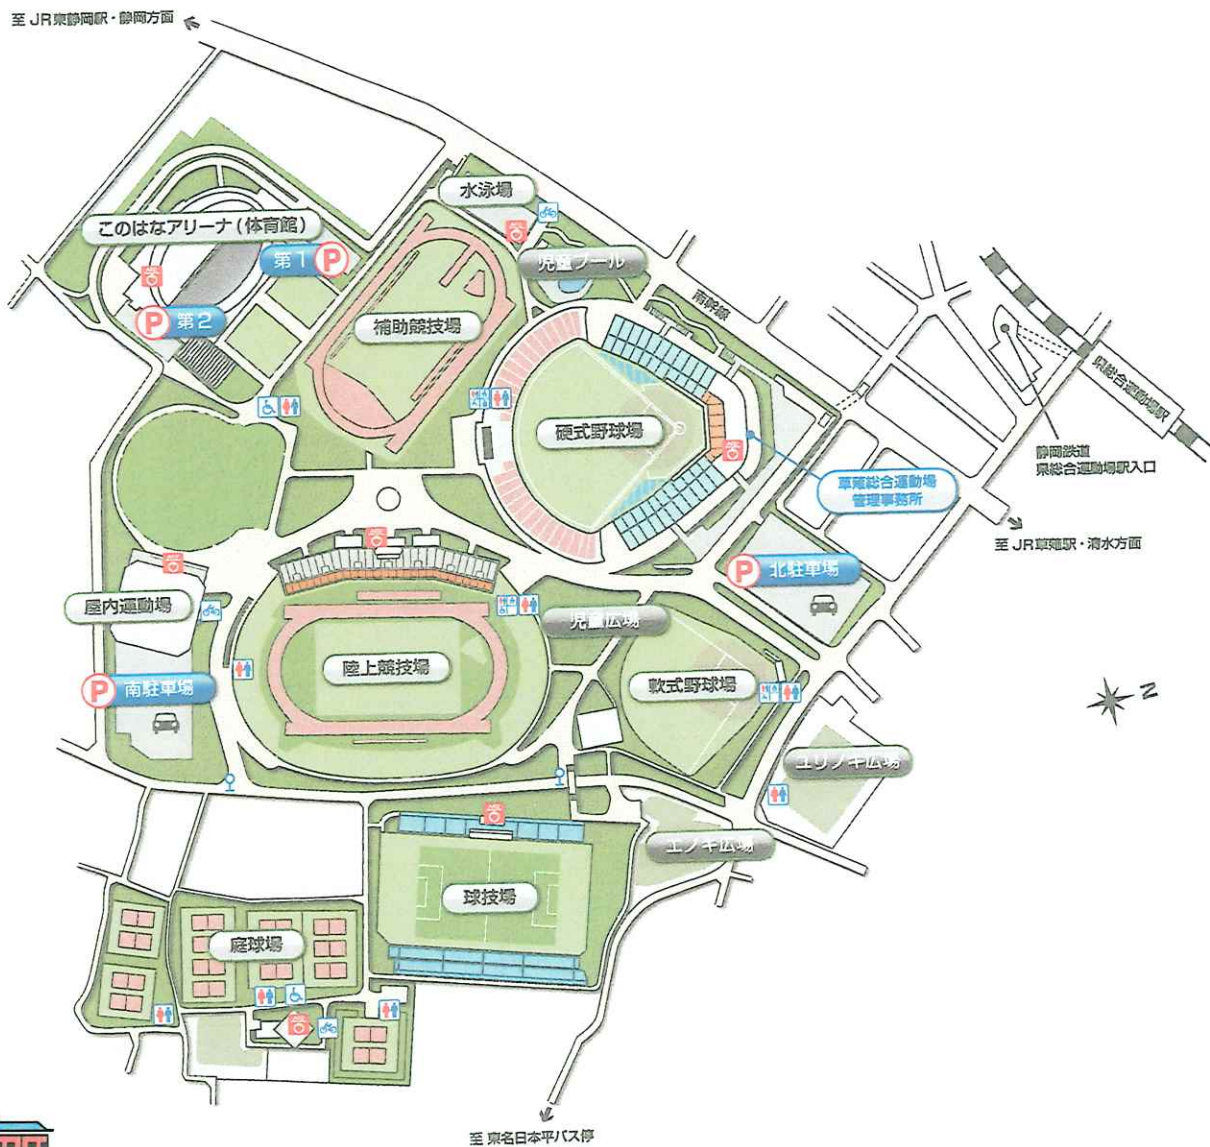 至 JR東静岡駅・静岡方面
水泳場
このはなアリーナ(体育館)
第1 P
児童プール
南幹線
P 第2
補助競技場
県総合運動場駅
硬式野球場
静岡鉄道
県総合運動場駅入口
草薙総合運動場
管理事務所
至 JR草薙駅・清水方面
P 北駐車場
屋内運動場
児童広場
陸上競技場
軟式野球場
P 南駐車場
N
ユリノキ広場
エノキ広場
球技場
庭球場
至 東名日本平バス停